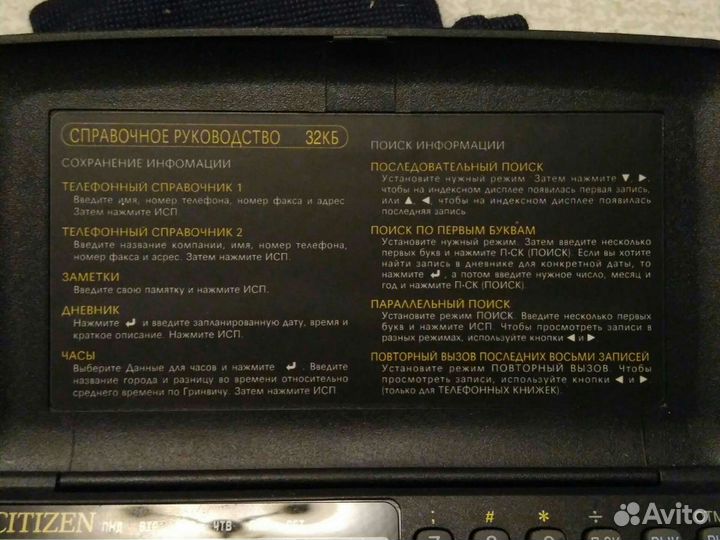 СПРАВОЧНОЕ РУКОВОДСТВО 32КБ
СОХРАНЕНИЕ ИНФОМАЦИИ
ТЕЛЕФОННЫЙ СПРАВОЧНИК 1
Введите имя, номер телефона, номер факса и адрес
Затем нажмите ИСП.
ТЕЛЕФОННЫЙ СПРАВОЧНИК 2
Введите название компании, имя, номер телефона,
номер факса и асрес. Затем нажмите ИСП.
ЗАМЕТКИ
Введите свою памятку и нажмите ИСП.
ДНЕВНИК
Нажмите ↵ и введите запланированную дату, время и
краткое описание. Нажмите ИСП.
ЧАСЫ
Выберите Данные для часов и нажмите ↵ . Введите
название города и разницу во времени относительно
среднего времени по Гринвичу. Затем нажмите ИСП
ПОИСК ИНФОРМАЦИИ
ПОСЛЕДОВАТЕЛЬНЫЙ ПОИСК
Установите нужный режим Затем нажмите ▼, ►,
чтобы на индексном дисплее появилась первая запись,
или ▲, ◄, чтобы на индексном дисплее появилась
последняя запись
ПОИСК ПО ПЕРВЫМ БУКВАМ
Установите нужный режим. Затем введите несколько
первых букв и нажмите П-СК (ПОИСК). Если вы хотите
найти запись в дневнике для конкретной даты, то
нажмите ↵ , а потом введите нужное число, месяц и
год и нажмите П-СК (ПОИСК).
ПАРАЛЛЕЛЬНЫЙ ПОИСК
Установите режим ПОИСК. Введите несколько первых
букв и нажмите ИСП. Чтобы просмотреть записи в
разных режимах, используйте кнопки ◄ и ►
ПОВТОРНЫЙ ВЫЗОВ ПОСЛЕДНИХ ВОСЬМИ ЗАПИСЕЙ
Установите режим ПОВТОРНЫЙ ВЫЗОВ. Чтобы
просмотреть записи, используйте кнопки ◄ и ►
(только для ТЕЛЕФОННЫХ КНИЖЕК).
CITIZEN ПНД ВТР ЧТВ
; # * ÷
Avito